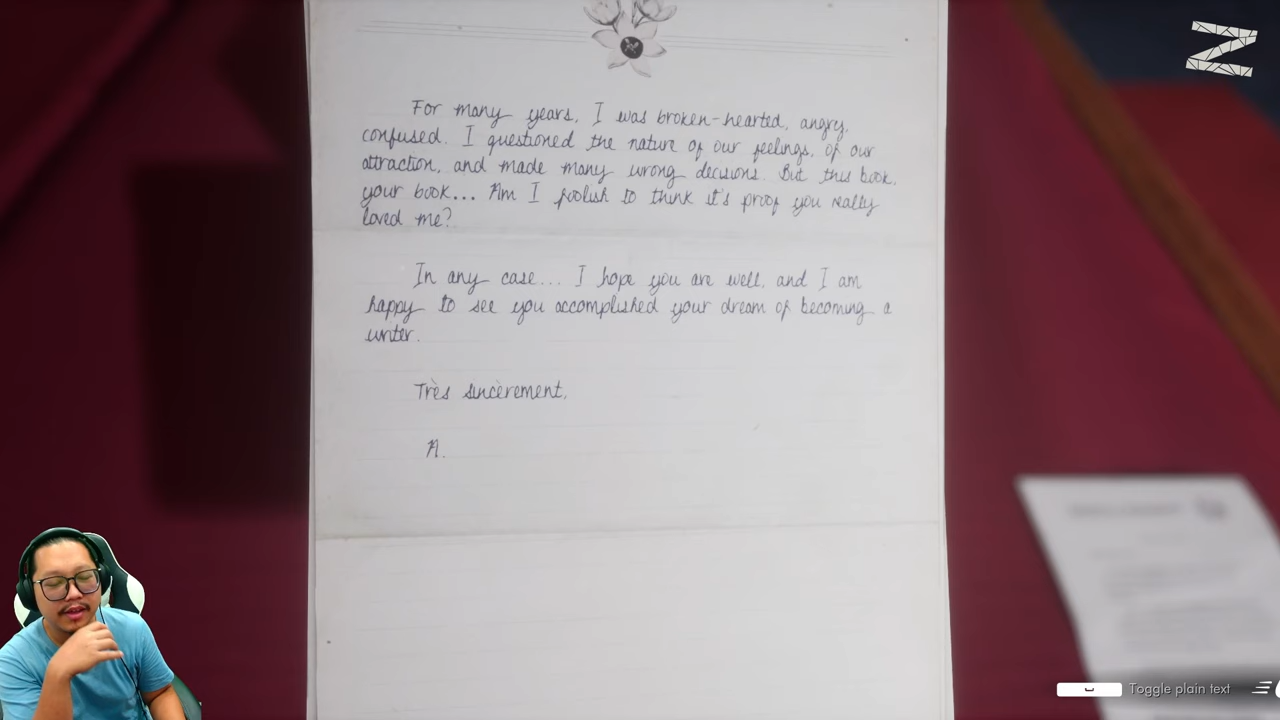 For many years, I was broken-hearted, angry,
confused. I questioned the nature of our feelings, of our
attraction, and made many wrong decisions. But this book,
your book... Am I foolish to think it's proof you really
loved me?
In any case... I hope you are well, and I am
happy to see you accomplished your dream of becoming a
writer.
Très sincèrement,
A.
Toggle plain text